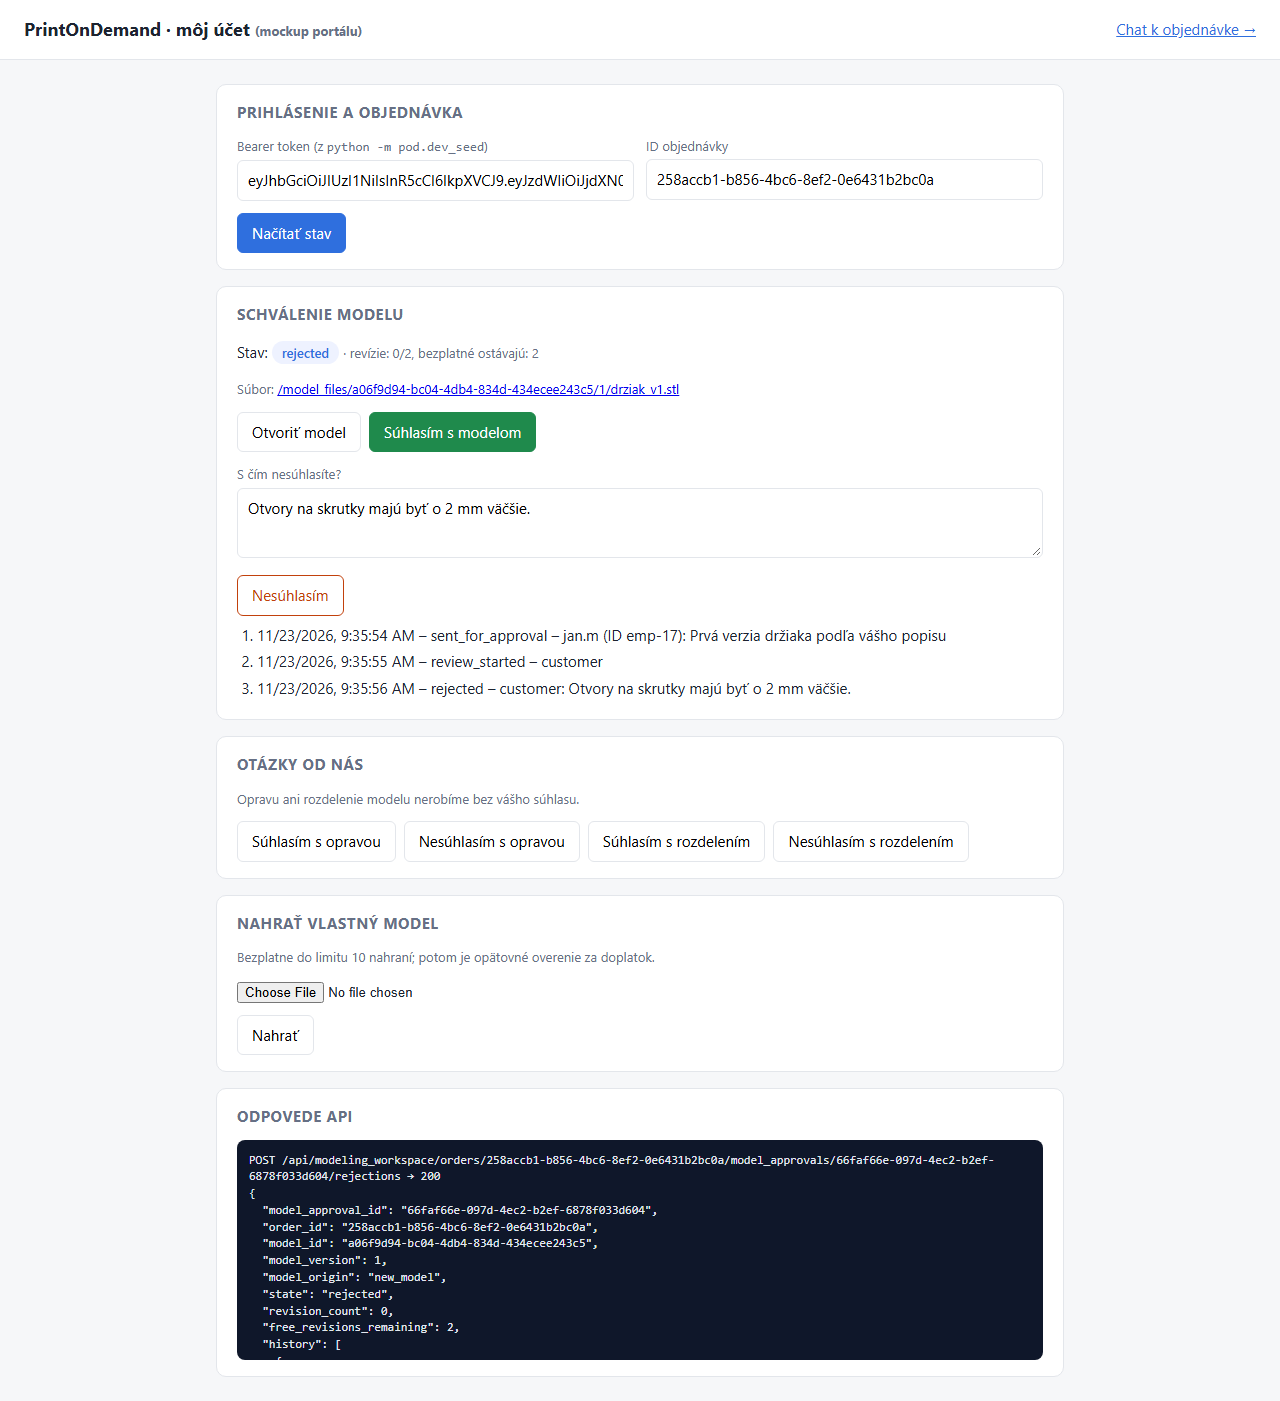 PrintOnDemand · môj účet (mockup portálu)
Chat k objednávke →
PRIHLÁSENIE A OBJEDNÁVKA
Bearer token (z python -m pod.dev_seed)
ID objednávky
258accb1-b856-4bc6-8ef2-0e6431b2bc0a
Načítať stav
SCHVÁLENIE MODELU
Stav: rejected · revízie: 0/2, bezplatné ostávajú: 2
Súbor: /model_files/a06f9d94-bc04-4db4-834d-434ecee243c5/1/drziak_v1.stl
Otvoriť model
Súhlasím s modelom
S čím nesúhlasíte?
Otvory na skrutky majú byť o 2 mm väčšie.
Nesúhlasím
1. 11/23/2026, 9:35:54 AM – sent_for_approval – jan.m (ID emp-17): Prvá verzia držiaka podľa vášho popisu
2. 11/23/2026, 9:35:55 AM – review_started – customer
3. 11/23/2026, 9:35:56 AM – rejected – customer: Otvory na skrutky majú byť o 2 mm väčšie.
OTÁZKY OD NÁS
Opravu ani rozdelenie modelu nerobíme bez vášho súhlasu.
Súhlasím s opravou
Nesúhlasím s opravou
Súhlasím s rozdelením
Nesúhlasím s rozdelením
NAHRAŤ VLASTNÝ MODEL
Bezplatne do limitu 10 nahraní; potom je opätovné overenie za doplatok.
Choose File No file chosen
Nahrať
ODPOVEDE API
POST /api/modeling_workspace/orders/258accb1-b856-4bc6-8ef2-0e6431b2bc0a/model_approvals/66faf66e-097d-4ec2-b2ef-
6878f033d604/rejections → 200
{
"model_approval_id": "66faf66e-097d-4ec2-b2ef-6878f033d604",
"order_id": "258accb1-b856-4bc6-8ef2-0e6431b2bc0a",
"model_id": "a06f9d94-bc04-4db4-834d-434ecee243c5",
"model_version": 1,
"model_origin": "new_model",
"state": "rejected",
"revision_count": 0,
"free_revisions_remaining": 2,
"history": [